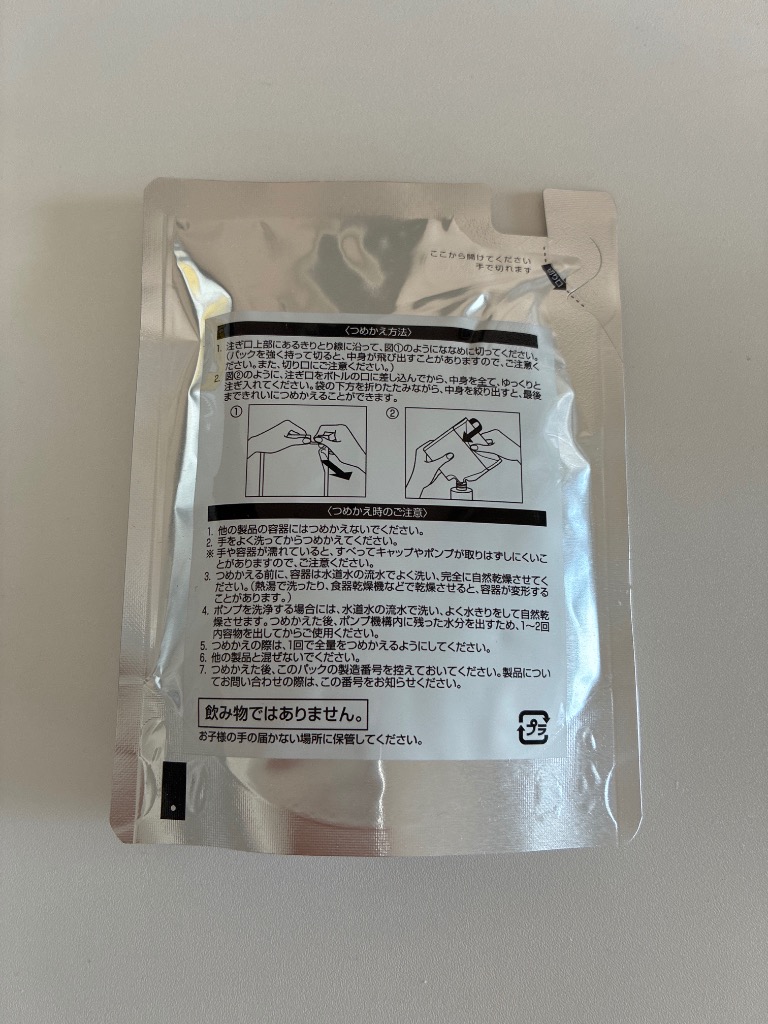 ここから開けてください
手で切れます
切り口
〈つめかえ方法〉
1. 注ぎ口上部にあるきりとり線に沿って、図①のようにななめに切ってください。
(パックを強く持って切ると、中身が飛び出すことがありますので、ご注意く
ださい。また、切り口にご注意ください。)
2. 図②のように、注ぎ口をボトルの口に差し込んでから、中身を全て、ゆっくりと
注ぎ入れてください。袋の下方を折りたたみながら、中身を絞り出すと、最後
まできれいにつめかえることができます。
① ②
〈つめかえ時のご注意〉
1. 他の製品の容器にはつめかえないでください。
2. 手をよく洗ってからつめかえてください。
※ 手や容器が濡れていると、すべってキャップやポンプが取りはずしにくいこ
とがありますので、ご注意ください。
3. つめかえる前に、容器は水道水の流水でよく洗い、完全に自然乾燥させてく
ださい。(熱湯で洗ったり、食器乾燥機などで乾燥させると、容器が変形する
ことがあります。)
4. ポンプを洗浄する場合には、水道水の流水で洗い、よく水きりをして自然乾
燥させます。つめかえた後、ポンプ機構内に残った水分を出すため、1〜2回
内容物を出してからご使用ください。
5. つめかえの際は、1回で全量をつめかえるようにしてください。
6. 他の製品と混ぜないでください。
7. つめかえた後、このパックの製造番号を控えておいてください。製品につい
てお問い合わせの際は、この番号をお知らせください。
飲み物ではありません。
プラ
お子様の手の届かない場所に保管してください。